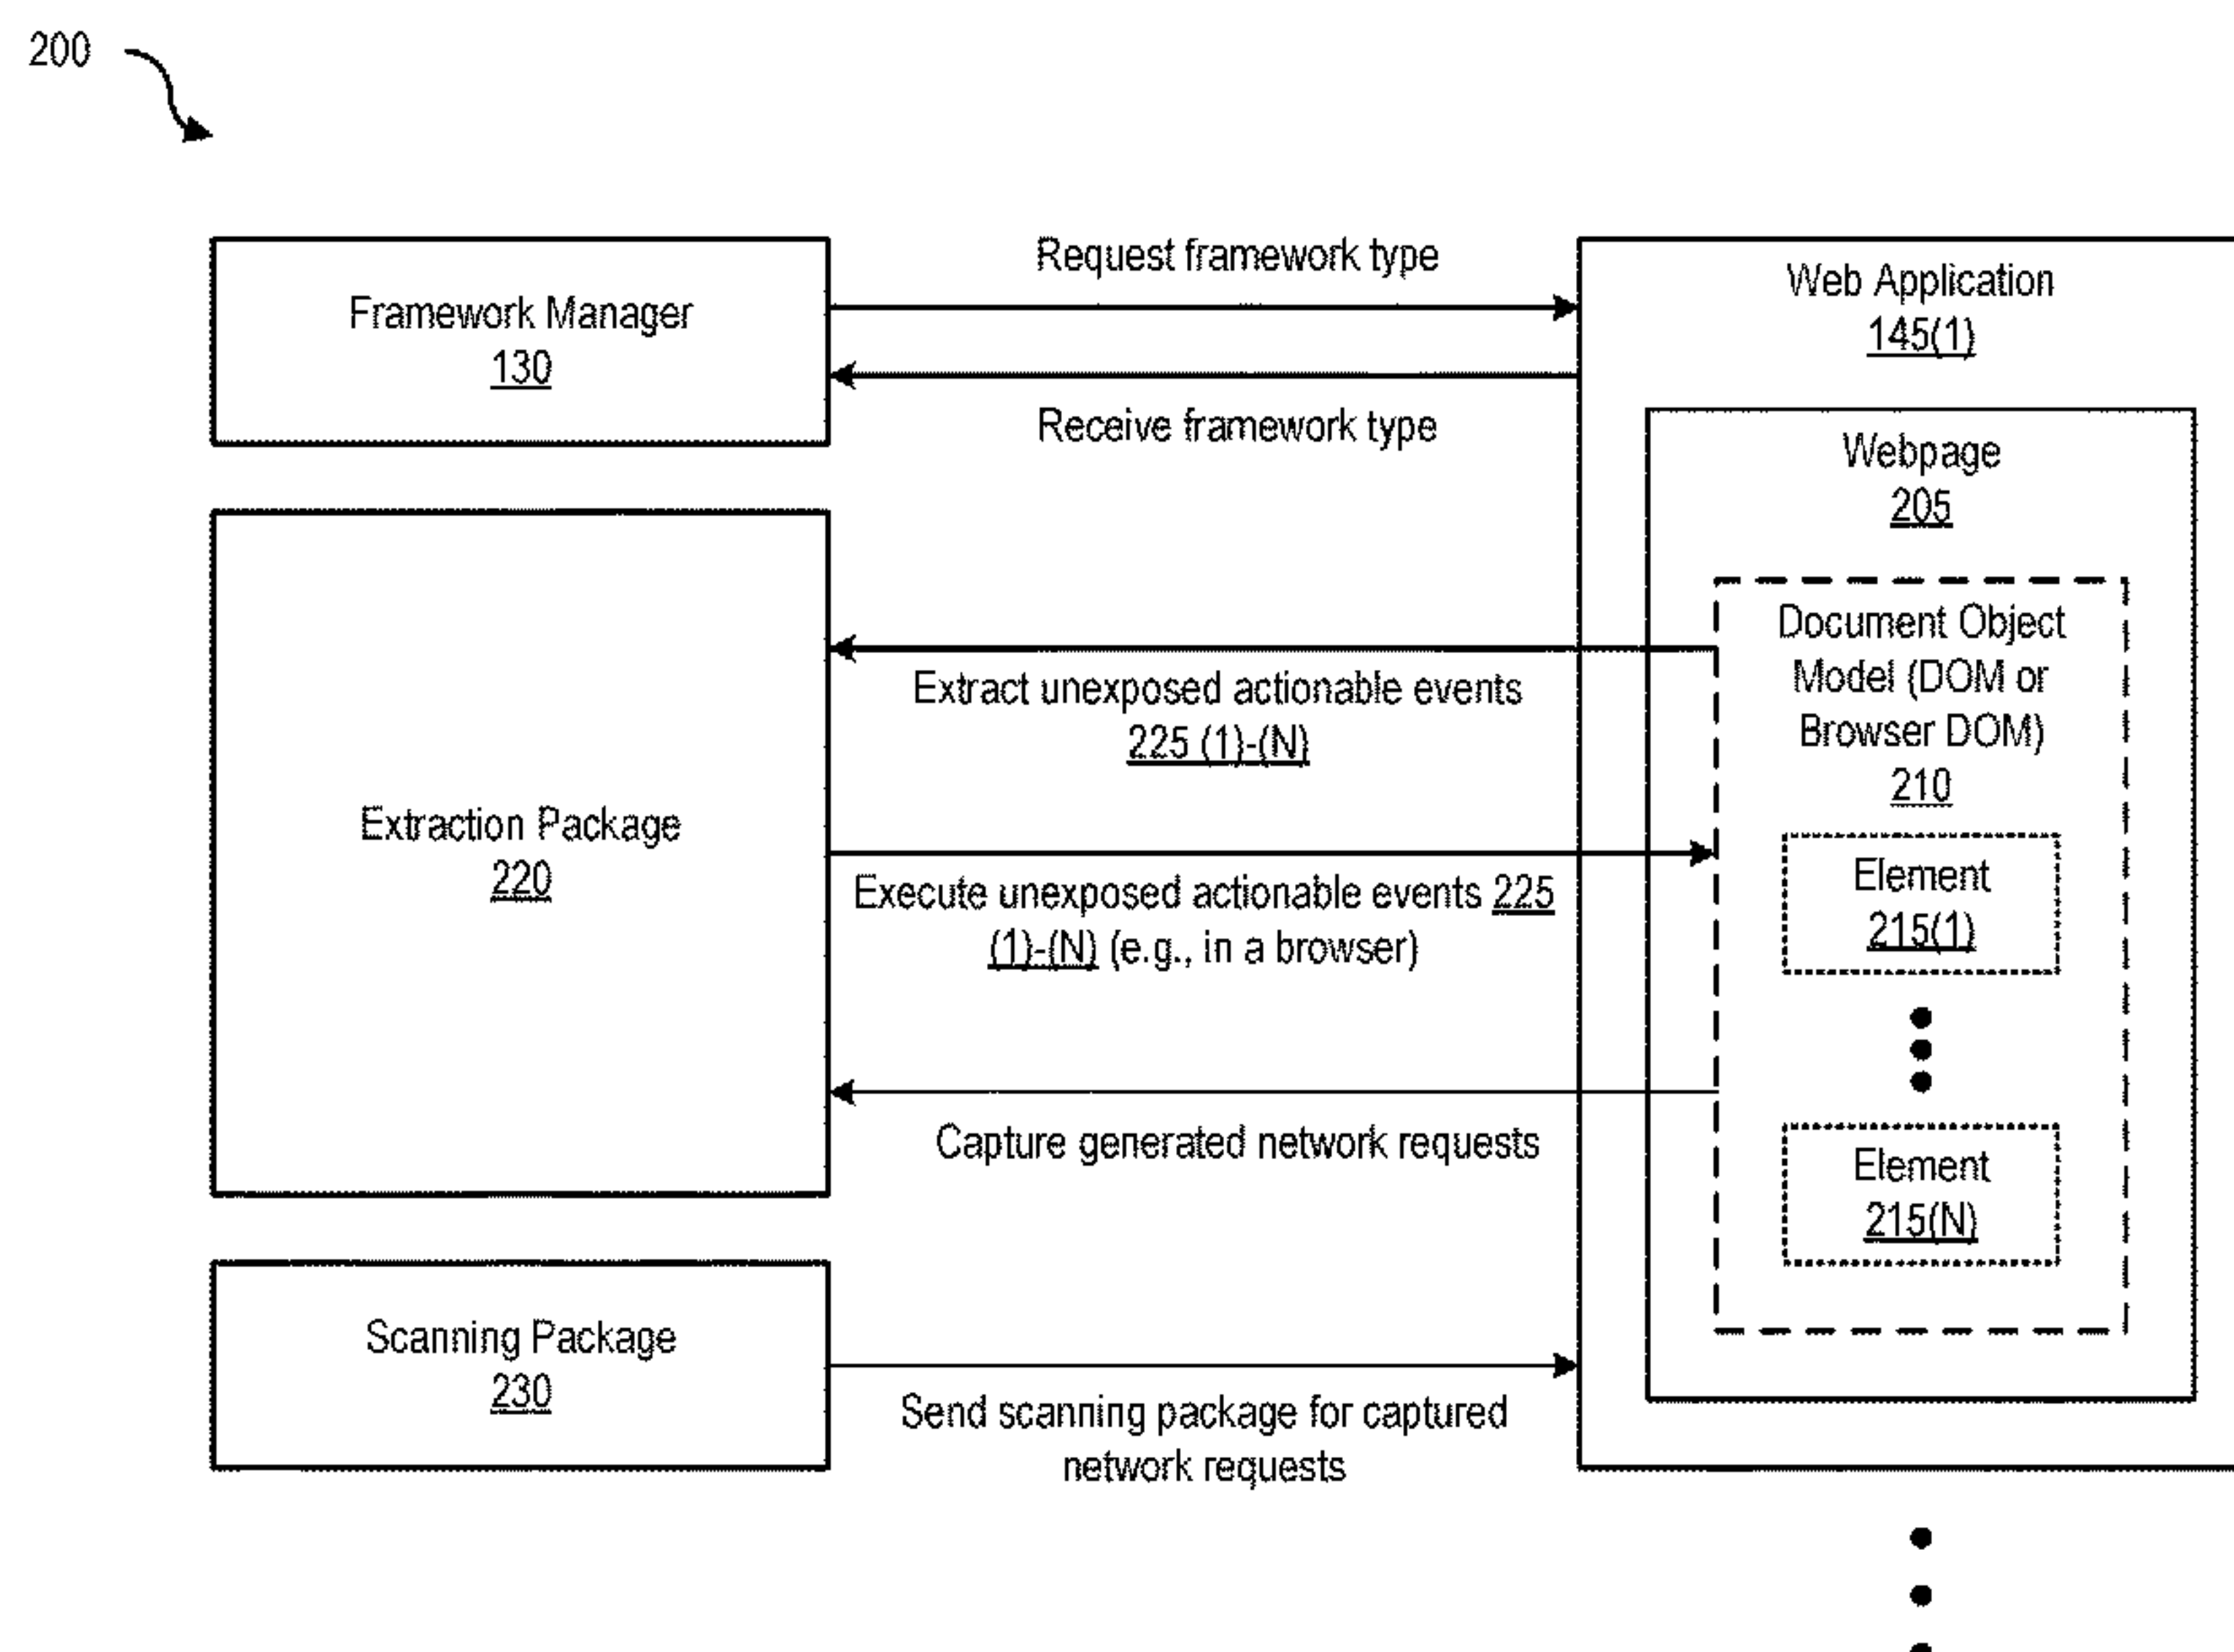 200
Framework Manager
130
Request framework type
Receive framework type
Web Application
145(1)
Webpage
205
Document Object
Model (DOM or
Browser DOM)
210
Element
215(1)
Element
215(N)
Extraction Package
220
Extract unexposed actionable events
225 (1)-(N)
Execute unexposed actionable events 225
(1)-(N) (e.g., in a browser)
Capture generated network requests
Scanning Package
230
Send scanning package for captured
network requests